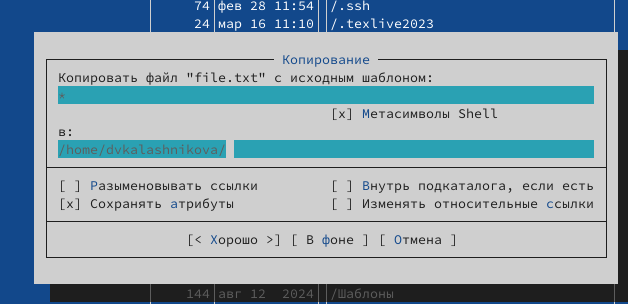 74 фев 28 11:54 /.ssh
24 мар 16 11:10 /.texlive2023
Копирование
Копировать файл "file.txt" с исходным шаблоном:
*
[x] Метасимволы Shell
в:
/home/dvkalashnikova/
[ ] Разыменовывать ссылки [ ] Внутрь подкаталога, если есть
[x] Сохранять атрибуты [ ] Изменять относительные ссылки
[< Хорошо >] [ В фоне ] [ Отмена ]
144 авг 12 2024 /Шаблоны